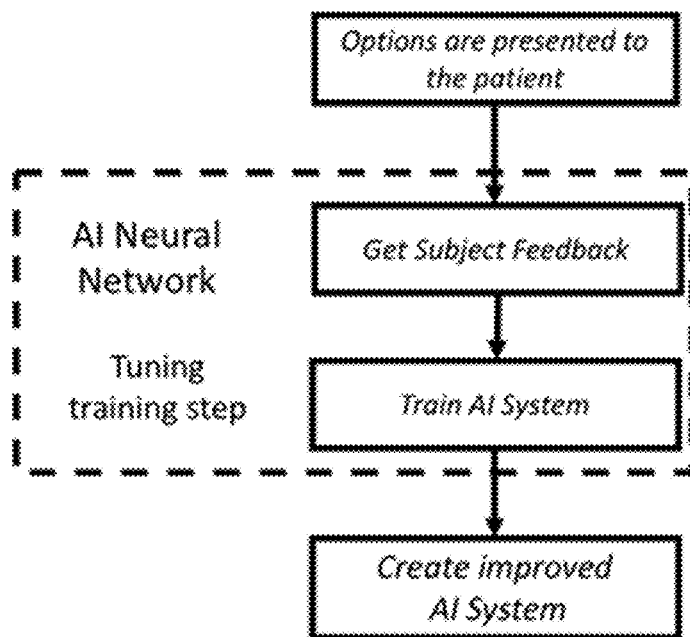 Options are presented to
the patient
AI Neural
Network
Get Subject Feedback
Tuning
training step
Train AI System
Create improved
AI System